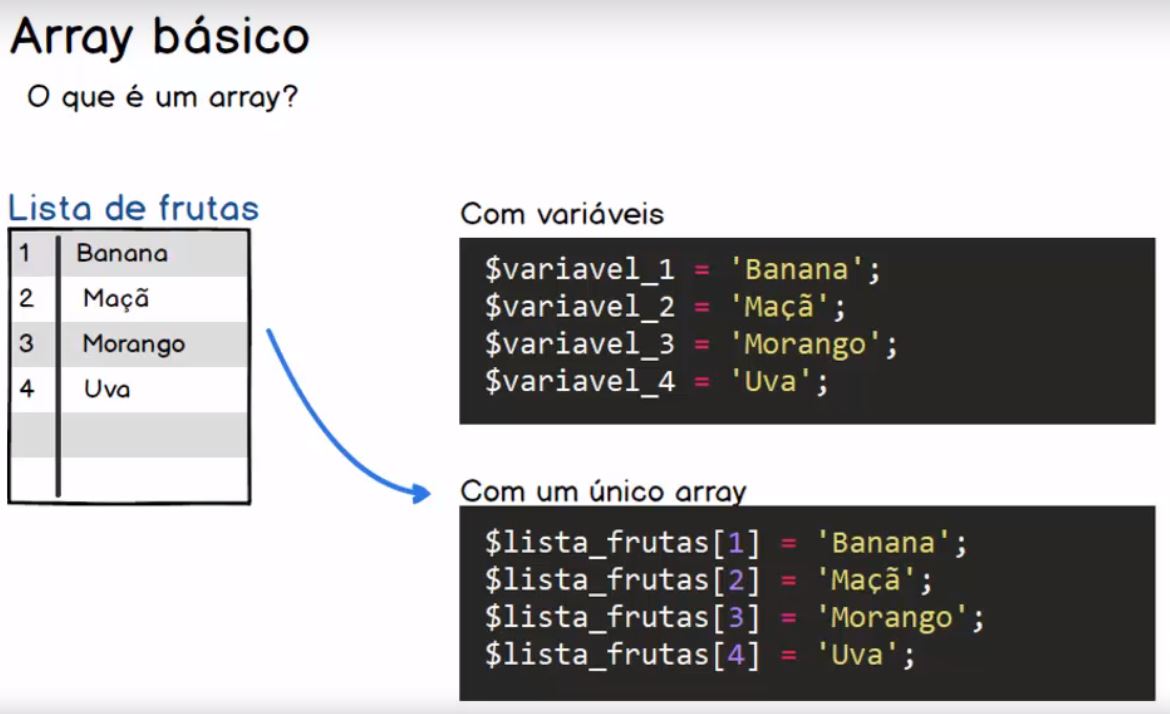 Array básico
O que é um array?
Lista de frutas
1 Banana
2 Maçã
3 Morango
4 Uva
Com variáveis
$variavel_1 = 'Banana';
$variavel_2 = 'Maçã';
$variavel_3 = 'Morango';
$variavel_4 = 'Uva';
Com um único array
$lista_frutas[1] = 'Banana';
$lista_frutas[2] = 'Maçã';
$lista_frutas[3] = 'Morango';
$lista_frutas[4] = 'Uva';